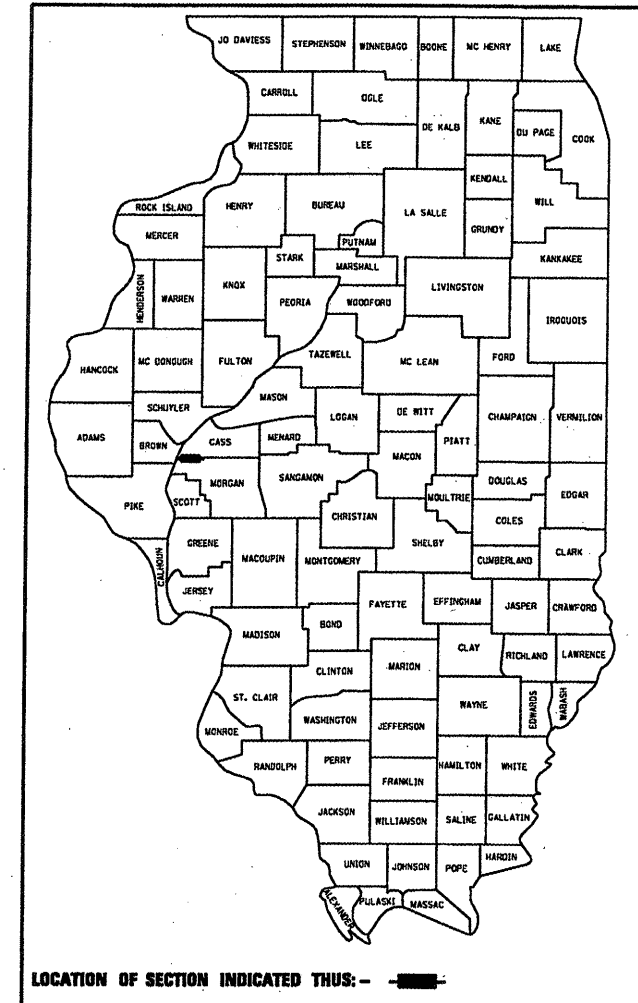 JO DAVIESS STEPHENSON WINNEBAGO BOONE MC HENRY LAKE
CARROLL OGLE DE KALB KANE DU PAGE COOK
WHITESIDE LEE
KENDALL
ROCK ISLAND HENRY BUREAU LA SALLE WILL
MERCER PUTNAM GRUNDY
STARK MARSHALL KANKAKEE
HENDERSON WARREN KNOX PEORIA WOODFORD LIVINGSTON IROQUOIS
TAZEWELL MC LEAN FORD
HANCOCK MC DONOUGH FULTON
MASON
SCHUYLER LOGAN DE WITT CHAMPAIGN VERMILION
ADAMS BROWN CASS MENARD MACON PIATT
MORGAN SANGAMON DOUGLAS
PIKE SCOTT CHRISTIAN MOULTRIE EDGAR
COLES
GREENE SHELBY
CALHOUN MACOUPIN MONTGOMERY CUMBERLAND CLARK
JERSEY FAYETTE EFFINGHAM JASPER CRAWFORD
MADISON BOND
CLAY RICHLAND LAWRENCE
CLINTON MARION
ST. CLAIR WAYNE EDWARDS WABASH
WASHINGTON JEFFERSON
MONROE
RANDOLPH PERRY HAMILTON WHITE
FRANKLIN
JACKSON WILLIAMSON SALINE GALLATIN
UNION JOHNSON POPE HARDIN
ALEXANDER PULASKI MASSAC
LOCATION OF SECTION INDICATED THUS: -